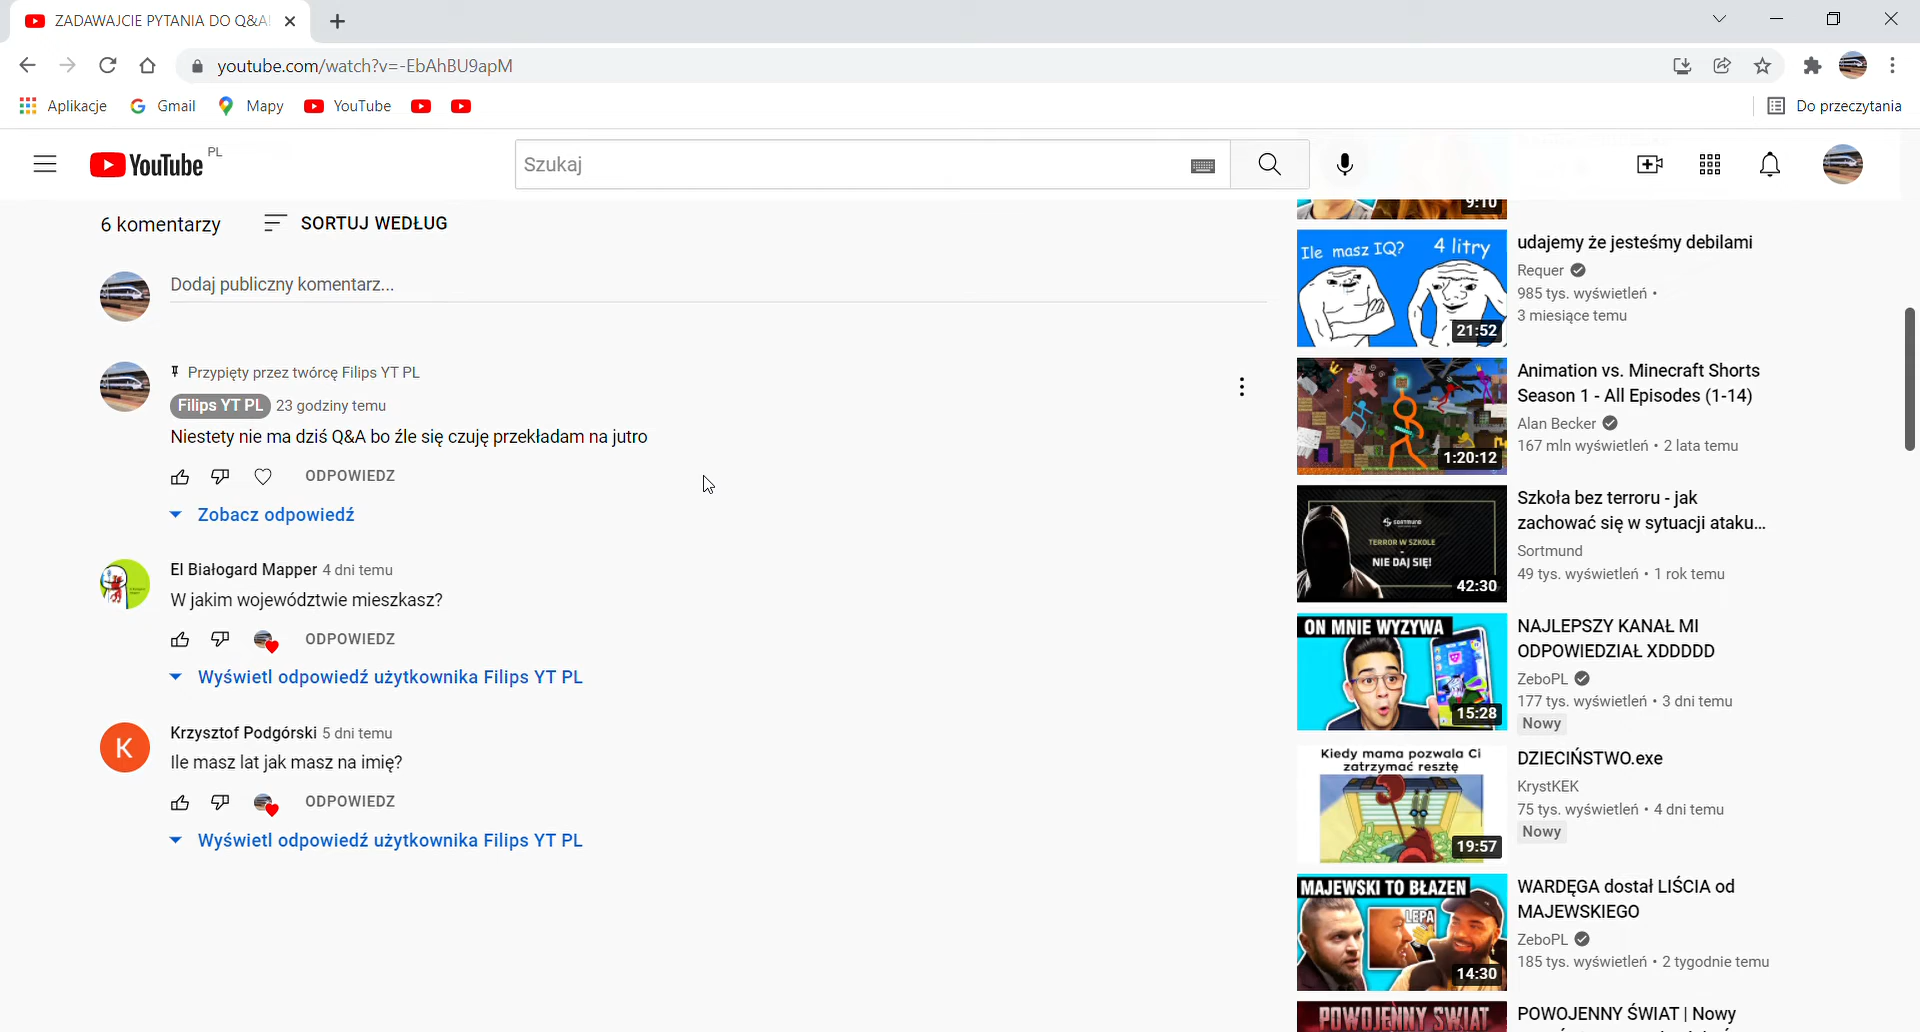 ZADAWAJCIE PYTANIA DO Q&A!
youtube.com/watch?v=-EbAhBU9apM
Aplikacje
Gmail
Mapy
YouTube
Do przeczytania
YouTube PL
Szukaj
6 komentarzy
SORTUJ WEDŁUG
Dodaj publiczny komentarz...
Przypięty przez twórcę Filips YT PL
Filips YT PL 23 godziny temu
Niestety nie ma dziś Q&A bo źle się czuję przekładam na jutro
ODPOWIEDZ
Zobacz odpowiedź
El Białogard Mapper 4 dni temu
W jakim województwie mieszkasz?
ODPOWIEDZ
Wyświetl odpowiedź użytkownika Filips YT PL
K
Krzysztof Podgórski 5 dni temu
Ile masz lat jak masz na imię?
ODPOWIEDZ
Wyświetl odpowiedź użytkownika Filips YT PL
9:10
Ile masz IQ? 4 litry
21:52
udajemy że jesteśmy debilami
Requer
985 tys. wyświetleń •
3 miesiące temu
1:20:12
Animation vs. Minecraft Shorts
Season 1 - All Episodes (1-14)
Alan Becker
167 mln wyświetleń • 2 lata temu
SORTMUND
TERROR W SZKOLE
-
NIE DAJ SIĘ!
42:30
Szkoła bez terroru - jak
zachować się w sytuacji ataku...
Sortmund
49 tys. wyświetleń • 1 rok temu
ON MNIE WYZYWA
15:28
NAJLEPSZY KANAŁ MI
ODPOWIEDZIAŁ XDDDDD
ZeboPL
177 tys. wyświetleń • 3 dni temu
Nowy
Kiedy mama pozwala Ci
zatrzymać resztę
19:57
DZIECIŃSTWO.exe
KrystKEK
75 tys. wyświetleń • 4 dni temu
Nowy
MAJEWSKI TO BŁAZEN
LEPA
14:30
WARDĘGA dostał LIŚCIA od
MAJEWSKIEGO
ZeboPL
185 tys. wyświetleń • 2 tygodnie temu
POWOJENNY ŚWIAT
POWOJENNY ŚWIAT | Nowy